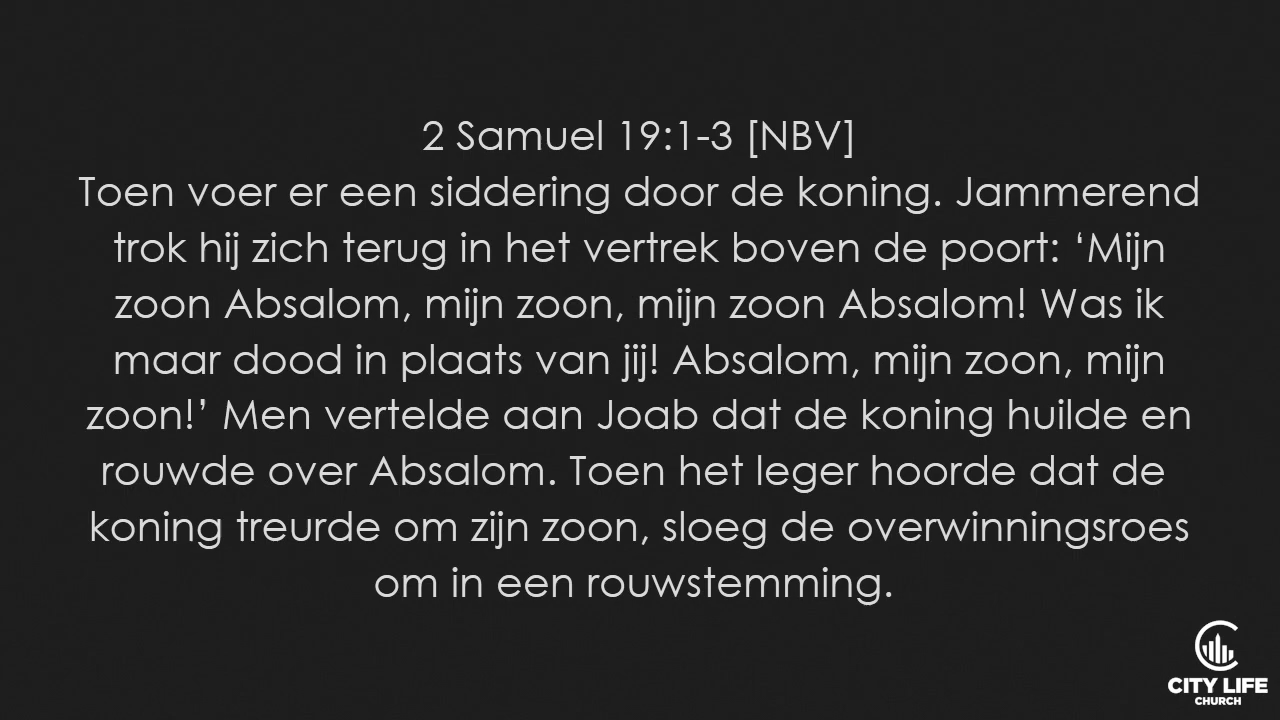 2 Samuel 19:1-3 [NBV]
Toen voer er een siddering door de koning. Jammerend
trok hij zich terug in het vertrek boven de poort: ‘Mijn
zoon Absalom, mijn zoon, mijn zoon Absalom! Was ik
maar dood in plaats van jij! Absalom, mijn zoon, mijn
zoon!’ Men vertelde aan Joab dat de koning huilde en
rouwde over Absalom. Toen het leger hoorde dat de
koning treurde om zijn zoon, sloeg de overwinningsroes
om in een rouwstemming.
CITY LIFE
CHURCH